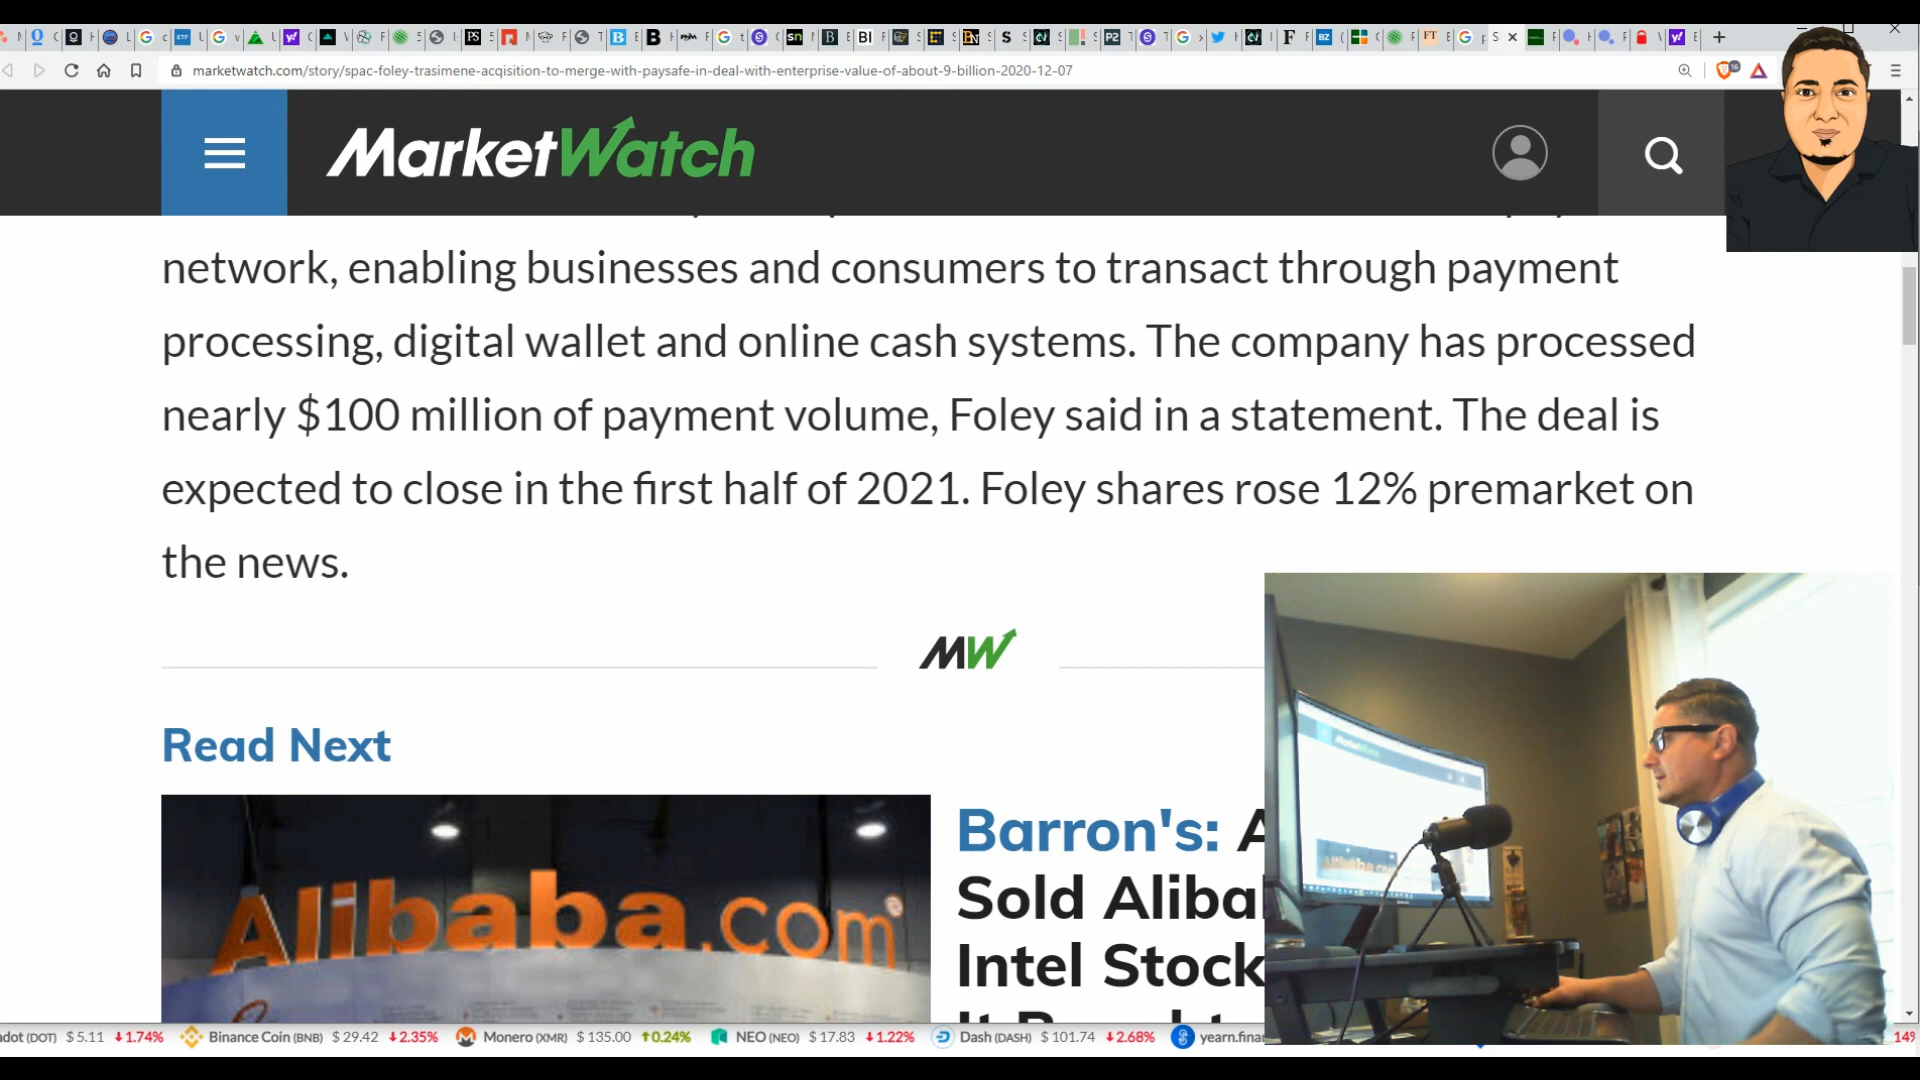 marketwatch.com/story/spac-foley-trasimene-acqisition-to-merge-with-paysafe-in-deal-with-enterprise-value-of-about-9-billion-2020-12-07
MarketWatch
network, enabling businesses and consumers to transact through payment
processing, digital wallet and online cash systems. The company has processed
nearly $100 million of payment volume, Foley said in a statement. The deal is
expected to close in the first half of 2021. Foley shares rose 12% premarket on
the news.
MW
Read Next
Barron's: A
Sold Aliba
Intel Stock
Alibaba.com
adot (DOT) $ 5.11 1.74% Binance Coin (BNB) $ 29.42 2.35% Monero (XMR) $ 135.00 0.24% NEO (NEO) $ 17.83 1.22% Dash (DASH) $ 101.74 2.68% yearn.fina